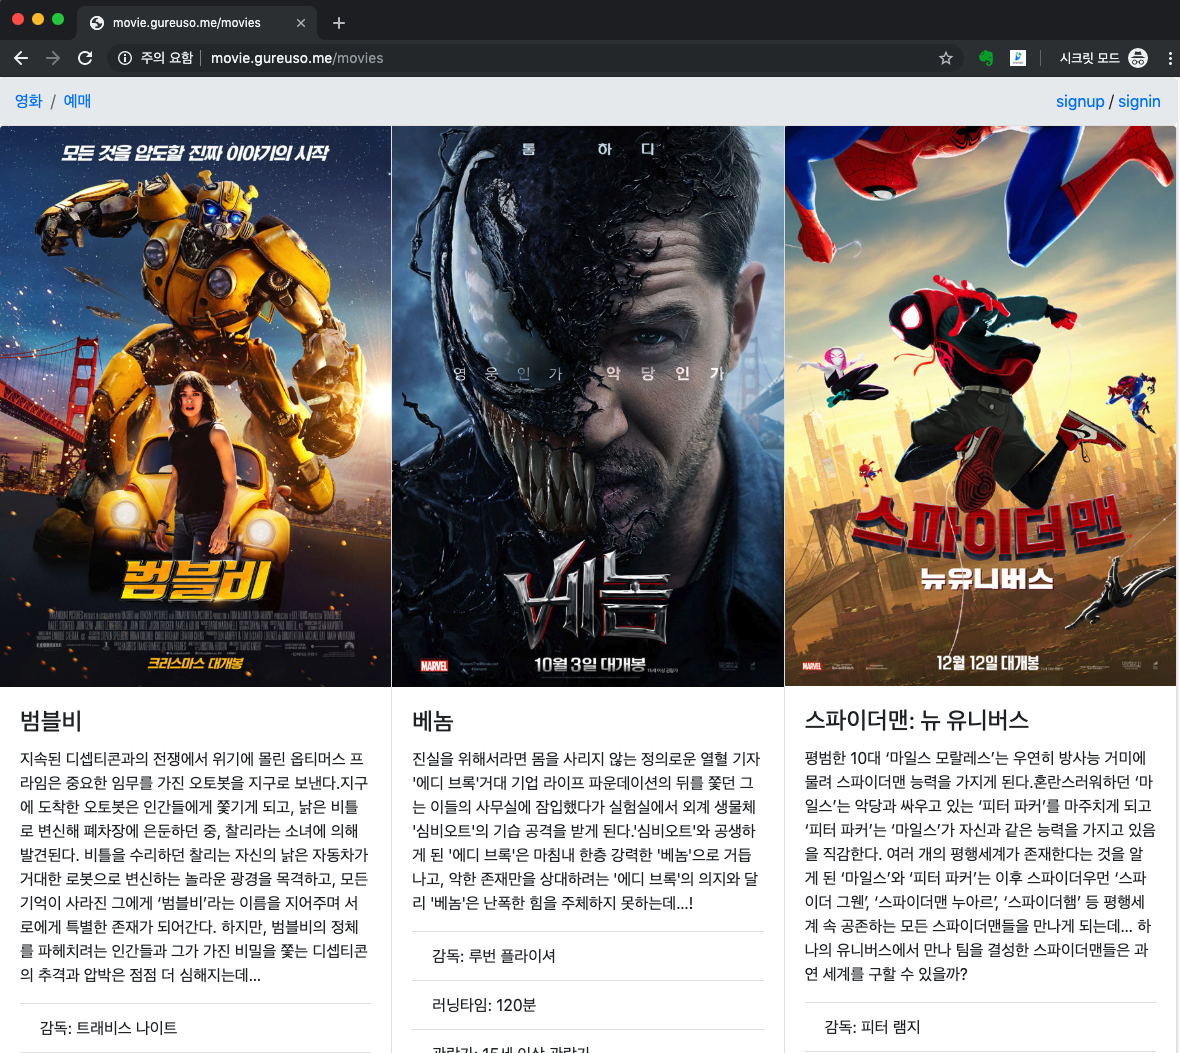 movie.gureuso.me/movies
주의 요함
movie.gureuso.me/movies
시크릿 모드
영화 / 예매
signup / signin
모든 것을 압도할 진짜 이야기의 시작
범블비
크리스마스 대개봉
톰 하디
영웅인가 악당인가
베놈
MARVEL
10월 3일 대개봉
스파이더맨
뉴 유니버스
MARVEL
12월 12일 대개봉
범블비
지속된 디셉티콘과의 전쟁에서 위기에 몰린 옵티머스 프
라임은 중요한 임무를 가진 오토봇을 지구로 보낸다.지구
에 도착한 오토봇은 인간들에게 쫓기게 되고, 낡은 비틀
로 변신해 폐차장에 은둔하던 중, 찰리라는 소녀에 의해
발견된다. 비틀을 수리하던 찰리는 자신의 낡은 자동차가
거대한 로봇으로 변신하는 놀라운 광경을 목격하고, 모든
기억이 사라진 그에게 ‘범블비’라는 이름을 지어주며 서
로에게 특별한 존재가 되어간다. 하지만, 범블비의 정체
를 파헤치려는 인간들과 그가 가진 비밀을 쫓는 디셉티콘
의 추격과 압박은 점점 더 심해지는데...
감독: 트래비스 나이트
베놈
진실을 위해서라면 몸을 사리지 않는 정의로운 열혈 기자
'에디 브록'거대 기업 라이프 파운데이션의 뒤를 쫓던 그
는 이들의 사무실에 잠입했다가 실험실에서 외계 생물체
'심비오트'의 기습 공격을 받게 된다.'심비오트'와 공생하
게 된 '에디 브록'은 마침내 한층 강력한 '베놈'으로 거듭
나고, 악한 존재만을 상대하려는 '에디 브록'의 의지와 달
리 '베놈'은 난폭한 힘을 주체하지 못하는데...!
감독: 루번 플라이셔
러닝타임: 120분
관람가: 15세 이상 관람가
스파이더맨: 뉴 유니버스
평범한 10대 ‘마일스 모랄레스’는 우연히 방사능 거미에
물려 스파이더맨 능력을 가지게 된다.혼란스러워하던 ‘마
일스’는 악당과 싸우고 있는 ‘피터 파커’를 마주치게 되고
‘피터 파커’는 ‘마일스’가 자신과 같은 능력을 가지고 있음
을 직감한다. 여러 개의 평행세계가 존재한다는 것을 알
게 된 ‘마일스’와 ‘피터 파커’는 이후 스파이더우먼 ‘스파
이더 그웬’, ‘스파이더맨 누아르’, ‘스파이더햄’ 등 평행세
계 속 공존하는 모든 스파이더맨들을 만나게 되는데... 하
나의 유니버스에서 만나 팀을 결성한 스파이더맨들은 과
연 세계를 구할 수 있을까?
감독: 피터 램지